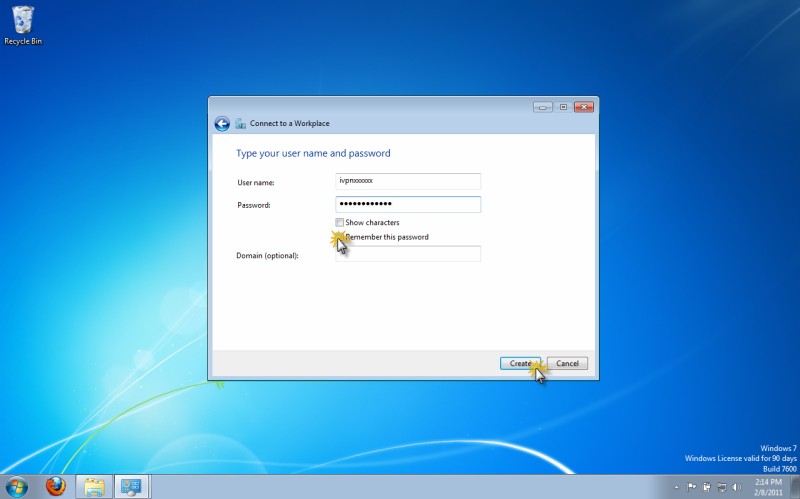 Recycle Bin
Connect to a Workplace
Type your user name and password
User name:
ivpnxxxxxx
Password:
●●●●●●●●●●●●
Show characters
Remember this password
Domain (optional):
Create
Cancel
Windows 7
Windows License valid for 90 days
Build 7600
2:14 PM
2/8/2011